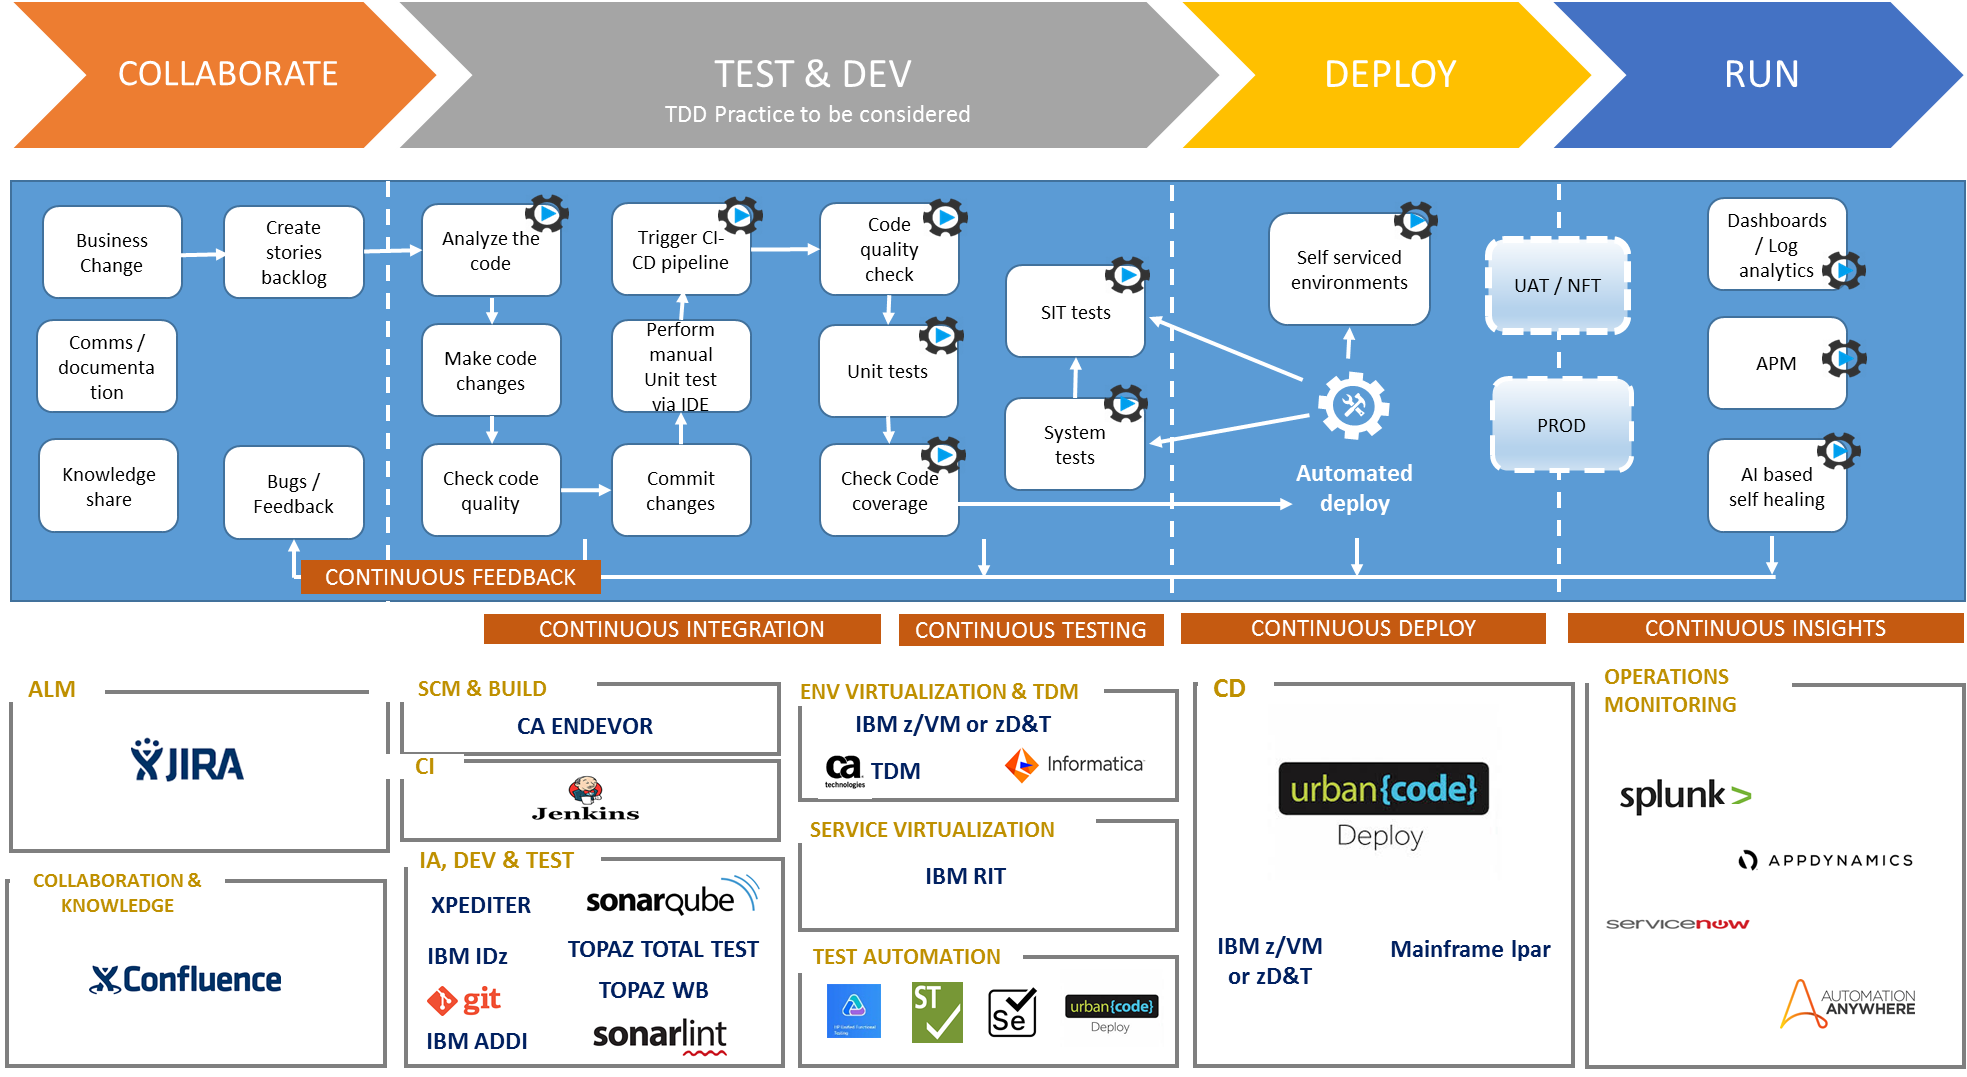 COLLABORATE
TEST & DEV
TDD Practice to be considered
DEPLOY
RUN
Business
Change
Create
stories
backlog
Analyze the
code
Trigger CI-
CD pipeline
Code
quality
check
SIT tests
Self serviced
environments
UAT / NFT
Dashboards
/ Log
analytics
Comms /
documenta
tion
Make code
changes
Perform
manual
Unit test
via IDE
Unit tests
System
tests
PROD
APM
Knowledge
share
Bugs /
Feedback
Check code
quality
Commit
changes
Check Code
coverage
Automated
deploy
AI based
self healing
CONTINUOUS FEEDBACK
CONTINUOUS INTEGRATION
CONTINUOUS TESTING
CONTINUOUS DEPLOY
CONTINUOUS INSIGHTS
ALM
JIRA
COLLABORATION &
KNOWLEDGE
Confluence
SCM & BUILD
CA ENDEVOR
CI
Jenkins
IA, DEV & TEST
XPEDITER
sonarqube
IBM IDz
TOPAZ TOTAL TEST
git
TOPAZ WB
IBM ADDI
sonarlint
ENV VIRTUALIZATION & TDM
IBM z/VM or zD&T
ca
technologies
TDM
Informatica
SERVICE VIRTUALIZATION
IBM RIT
TEST AUTOMATION
ST
Se
urban{code}
Deploy
CD
urban{code}
Deploy
IBM z/VM
or zD&T
Mainframe lpar
OPERATIONS
MONITORING
splunk>
APPDYNAMICS
servicenow
AUTOMATION
ANYWHERE